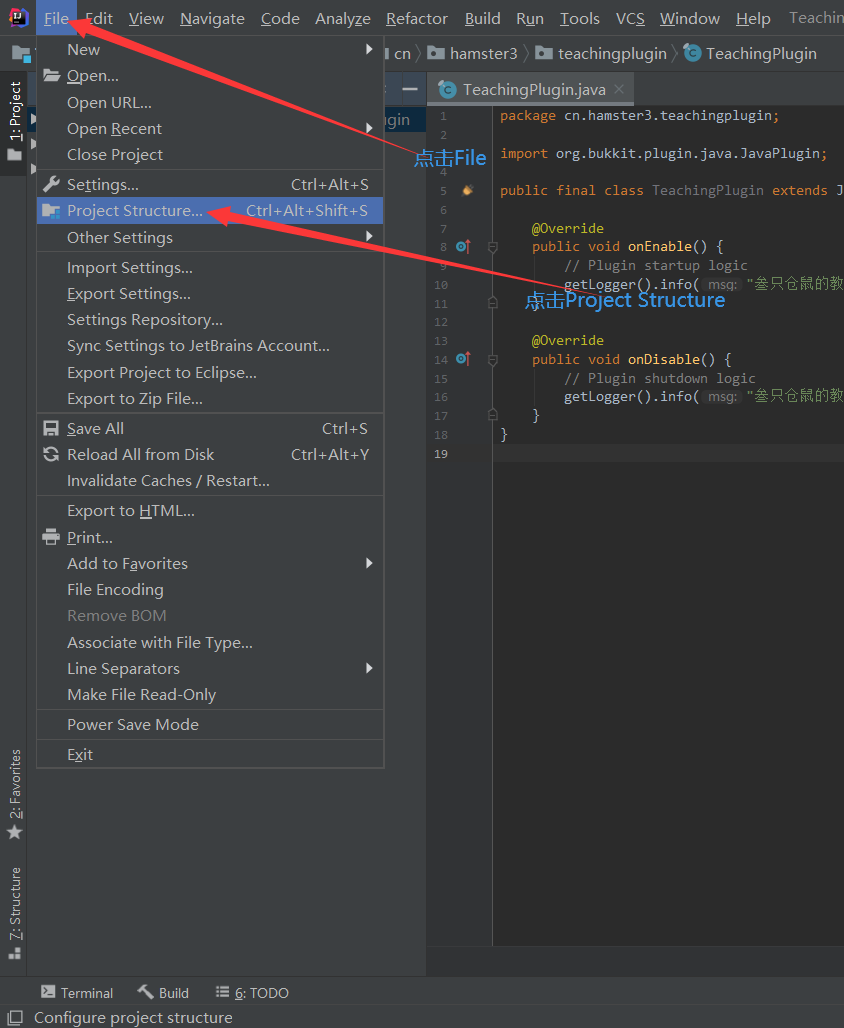 File Edit View Navigate Code Analyze Refactor Build Run Tools VCS Window Help Teachin
cn hamster3 teachingplugin TeachingPlugin
1: Project
New
Open...
Open URL...
Open Recent
Close Project
Settings... Ctrl+Alt+S
Project Structure... Ctrl+Alt+Shift+S
Other Settings
Import Settings...
Export Settings...
Settings Repository...
Sync Settings to JetBrains Account...
Export Project to Eclipse...
Export to Zip File...
Save All Ctrl+S
Reload All from Disk Ctrl+Alt+Y
Invalidate Caches / Restart...
Export to HTML...
Print...
Add to Favorites
File Encoding
Remove BOM
Associate with File Type...
Line Separators
Make File Read-Only
Power Save Mode
Exit
gin
TeachingPlugin.java
1 package cn.hamster3.teachingplugin;
2
import org.bukkit.plugin.java.JavaPlugin;
点击File
4
5 public final class TeachingPlugin extends J
6
7 @Override
8 public void onEnable() {
9 // Plugin startup logic
10 getLogger().info( msg: "叁只仓鼠的教
点击Project Structure
11 }
12
13 @Override
14 public void onDisable() {
15 // Plugin shutdown logic
16 getLogger().info( msg: "叁只仓鼠的教
17 }
18 }
19
2: Favorites
7: Structure
Terminal Build 6: TODO
Configure project structure